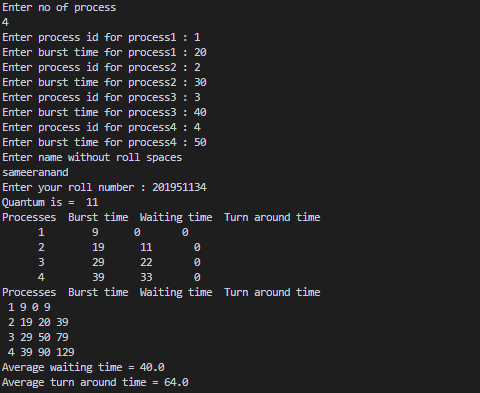 Enter no of process
4
Enter process id for process1 : 1
Enter burst time for process1 : 20
Enter process id for process2 : 2
Enter burst time for process2 : 30
Enter process id for process3 : 3
Enter burst time for process3 : 40
Enter process id for process4 : 4
Enter burst time for process4 : 50
Enter name without roll spaces
sameeranand
Enter your roll number : 201951134
Quantum is =  11
Processes  Burst time  Waiting time  Turn around time
1        9      0       0
2        19      11       0
3        29      22       0
4        39      33       0
Processes  Burst time  Waiting time  Turn around time
1 9 0 9
2 19 20 39
3 29 50 79
4 39 90 129
Average waiting time = 40.0
Average turn around time = 64.0